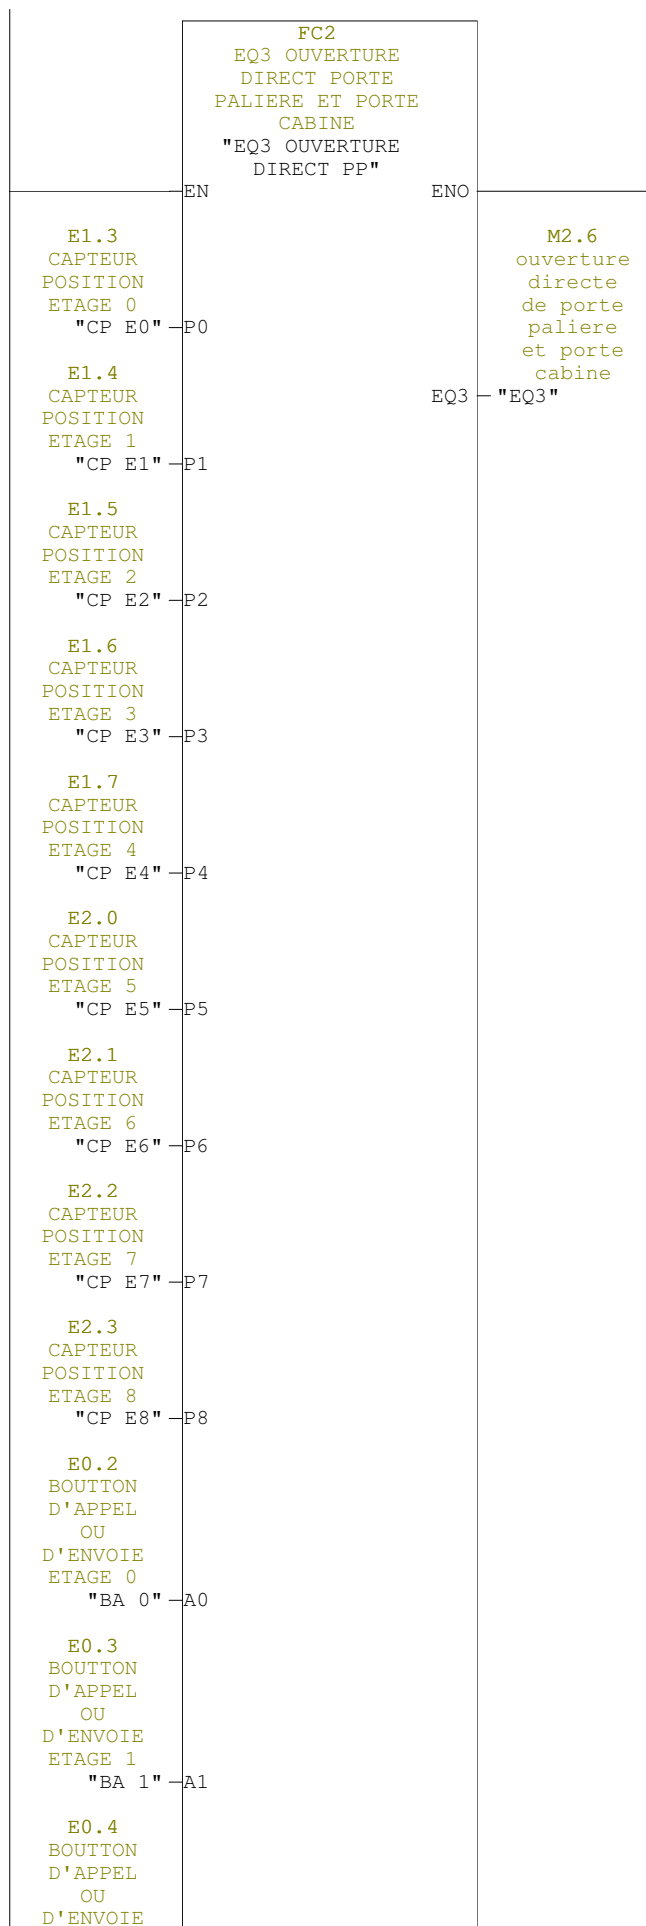 FC2
EQ3 OUVERTURE
DIRECT PORTE
PALIERE ET PORTE
CABINE
"EQ3 OUVERTURE
DIRECT PP"
EN
ENO
E1.3
CAPTEUR
POSITION
ETAGE 0
"CP E0"
P0
M2.6
ouverture
directe
de porte
paliere
et porte
cabine
EQ3
"EQ3"
E1.4
CAPTEUR
POSITION
ETAGE 1
"CP E1"
P1
E1.5
CAPTEUR
POSITION
ETAGE 2
"CP E2"
P2
E1.6
CAPTEUR
POSITION
ETAGE 3
"CP E3"
P3
E1.7
CAPTEUR
POSITION
ETAGE 4
"CP E4"
P4
E2.0
CAPTEUR
POSITION
ETAGE 5
"CP E5"
P5
E2.1
CAPTEUR
POSITION
ETAGE 6
"CP E6"
P6
E2.2
CAPTEUR
POSITION
ETAGE 7
"CP E7"
P7
E2.3
CAPTEUR
POSITION
ETAGE 8
"CP E8"
P8
E0.2
BOUTTON
D'APPEL
OU
D'ENVOIE
ETAGE 0
"BA 0"
A0
E0.3
BOUTTON
D'APPEL
OU
D'ENVOIE
ETAGE 1
"BA 1"
A1
E0.4
BOUTTON
D'APPEL
OU
D'ENVOIE